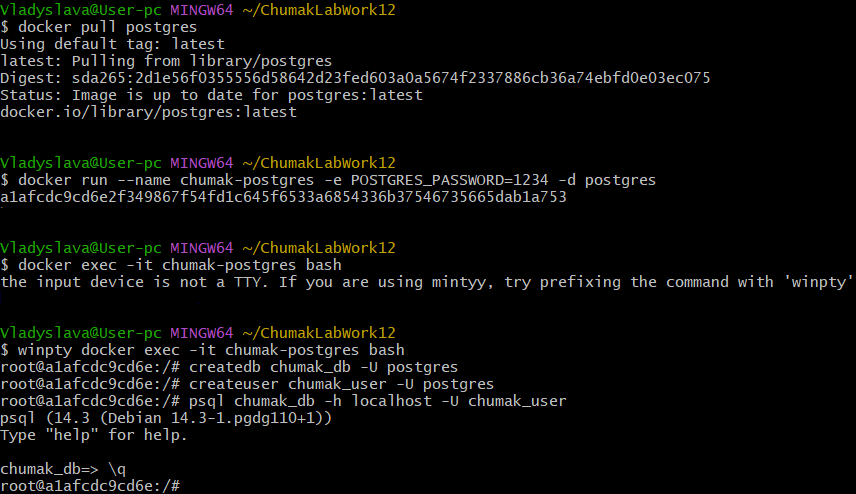 Vladyslava@User-pc MINGW64 ~/ChumakLabWork12
$ docker pull postgres
Using default tag: latest
latest: Pulling from library/postgres
Digest: sda265:2d1e56f0355556d58642d23fed603a0a5674f2337886cb36a74ebfd0e03ec075
Status: Image is up to date for postgres:latest
docker.io/library/postgres:latest
Vladyslava@User-pc MINGW64 ~/ChumakLabWork12
$ docker run --name chumak-postgres -e POSTGRES_PASSWORD=1234 -d postgres
a1afcdc9cd6e2f349867f54fd1c645f6533a6854336b37546735665dab1a753
Vladyslava@User-pc MINGW64 ~/ChumakLabWork12
$ docker exec -it chumak-postgres bash
the input device is not a TTY. If you are using mintyy, try prefixing the command with 'winpty'
Vladyslava@User-pc MINGW64 ~/ChumakLabWork12
$ winpty docker exec -it chumak-postgres bash
root@a1afcdc9cd6e:/# createdb chumak_db -U postgres
root@a1afcdc9cd6e:/# createuser chumak_user -U postgres
root@a1afcdc9cd6e:/# psql chumak_db -h localhost -U chumak_user
psql (14.3 (Debian 14.3-1.pgdg110+1))
Type "help" for help.
chumak_db=> \q
root@a1afcdc9cd6e:/#